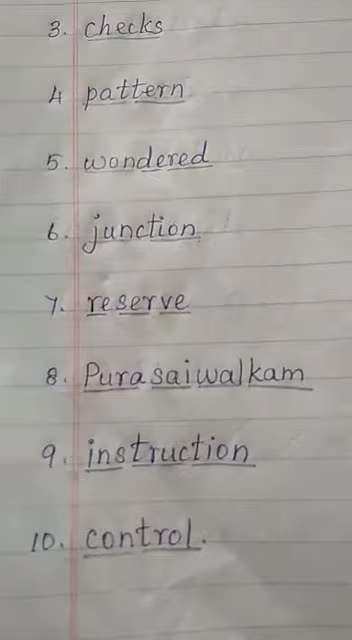 3. checks
4 pattern
5. wondered
6. junction
7. reserve
8. Purasaiwalkam
9. instruction
10. control.